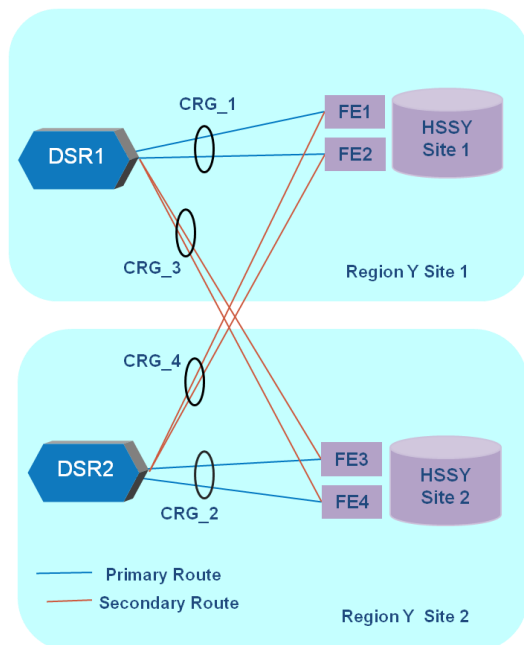 CRG_1
FE1
HSSY
Site 1
DSR1
FE2
CRG_3
Region Y Site 1
CRG_4
DSR2
FE3
HSSY
Site 2
FE4
CRG_2
Primary Route
Secondary Route
Region Y Site 2